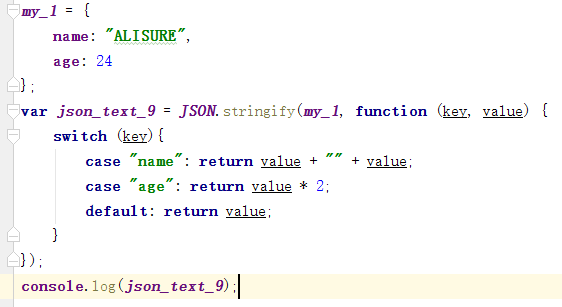 my_1 = {
    name: "ALISURE",
    age: 24
};
var json_text_9 = JSON.stringify(my_1, function (key, value) {
    switch (key){
        case "name": return value + "" + value;
        case "age": return value * 2;
        default: return value;
    }
});
console.log(json_text_9);